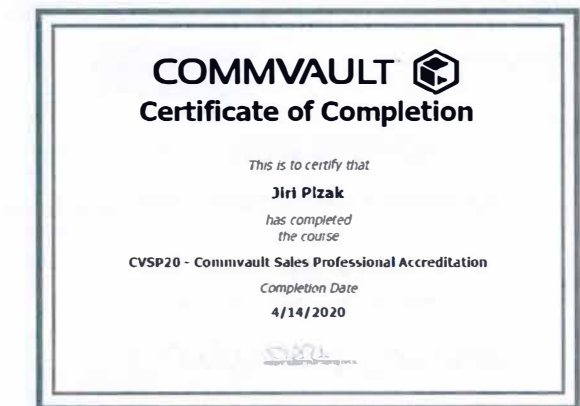 COMMVAULT
Certificate of Completion
This is to certify that
Jiri Plzak
has completed
the course
CVSP20 - Commvault Sales Professional Accreditation
Completion Date
4/14/2020